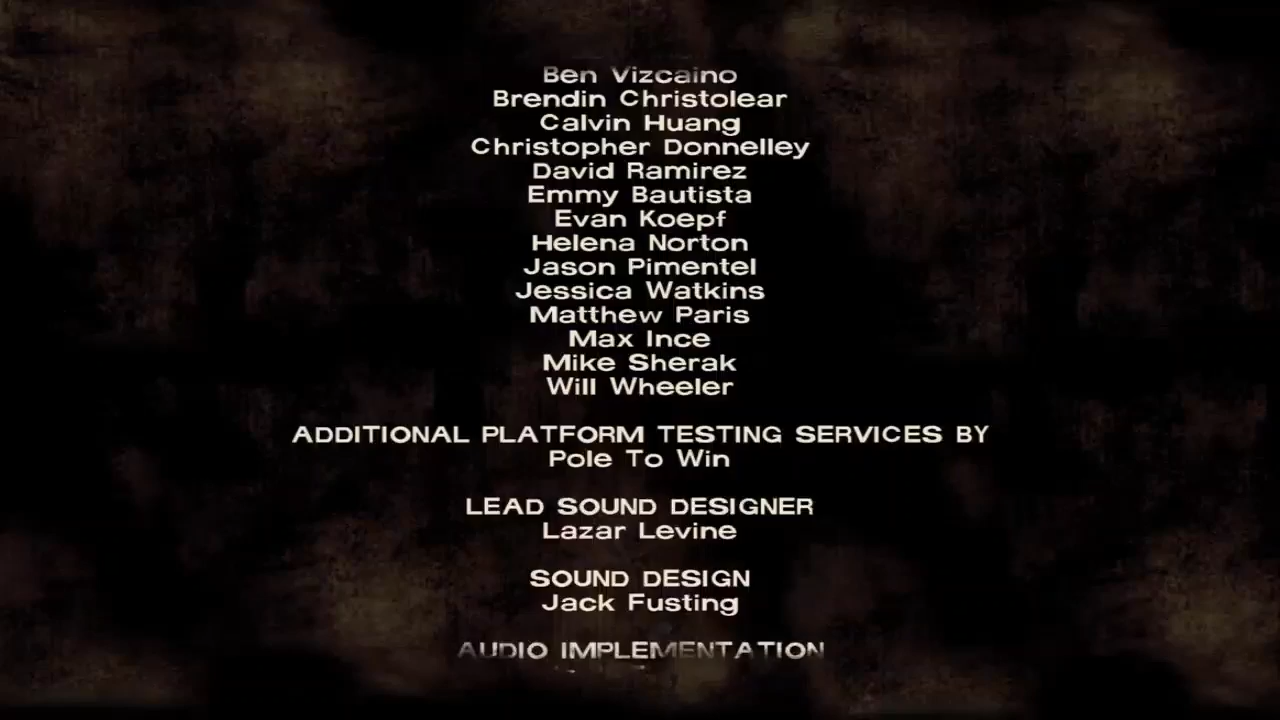 Ben Vizcaino
Brendin Christolear
Calvin Huang
Christopher Donnelley
David Ramirez
Emmy Bautista
Evan Koepf
Helena Norton
Jason Pimentel
Jessica Watkins
Matthew Paris
Max Ince
Mike Sherak
Will Wheeler
ADDITIONAL PLATFORM TESTING SERVICES BY
Pole To Win
LEAD SOUND DESIGNER
Lazar Levine
SOUND DESIGN
Jack Fusting
AUDIO IMPLEMENTATION